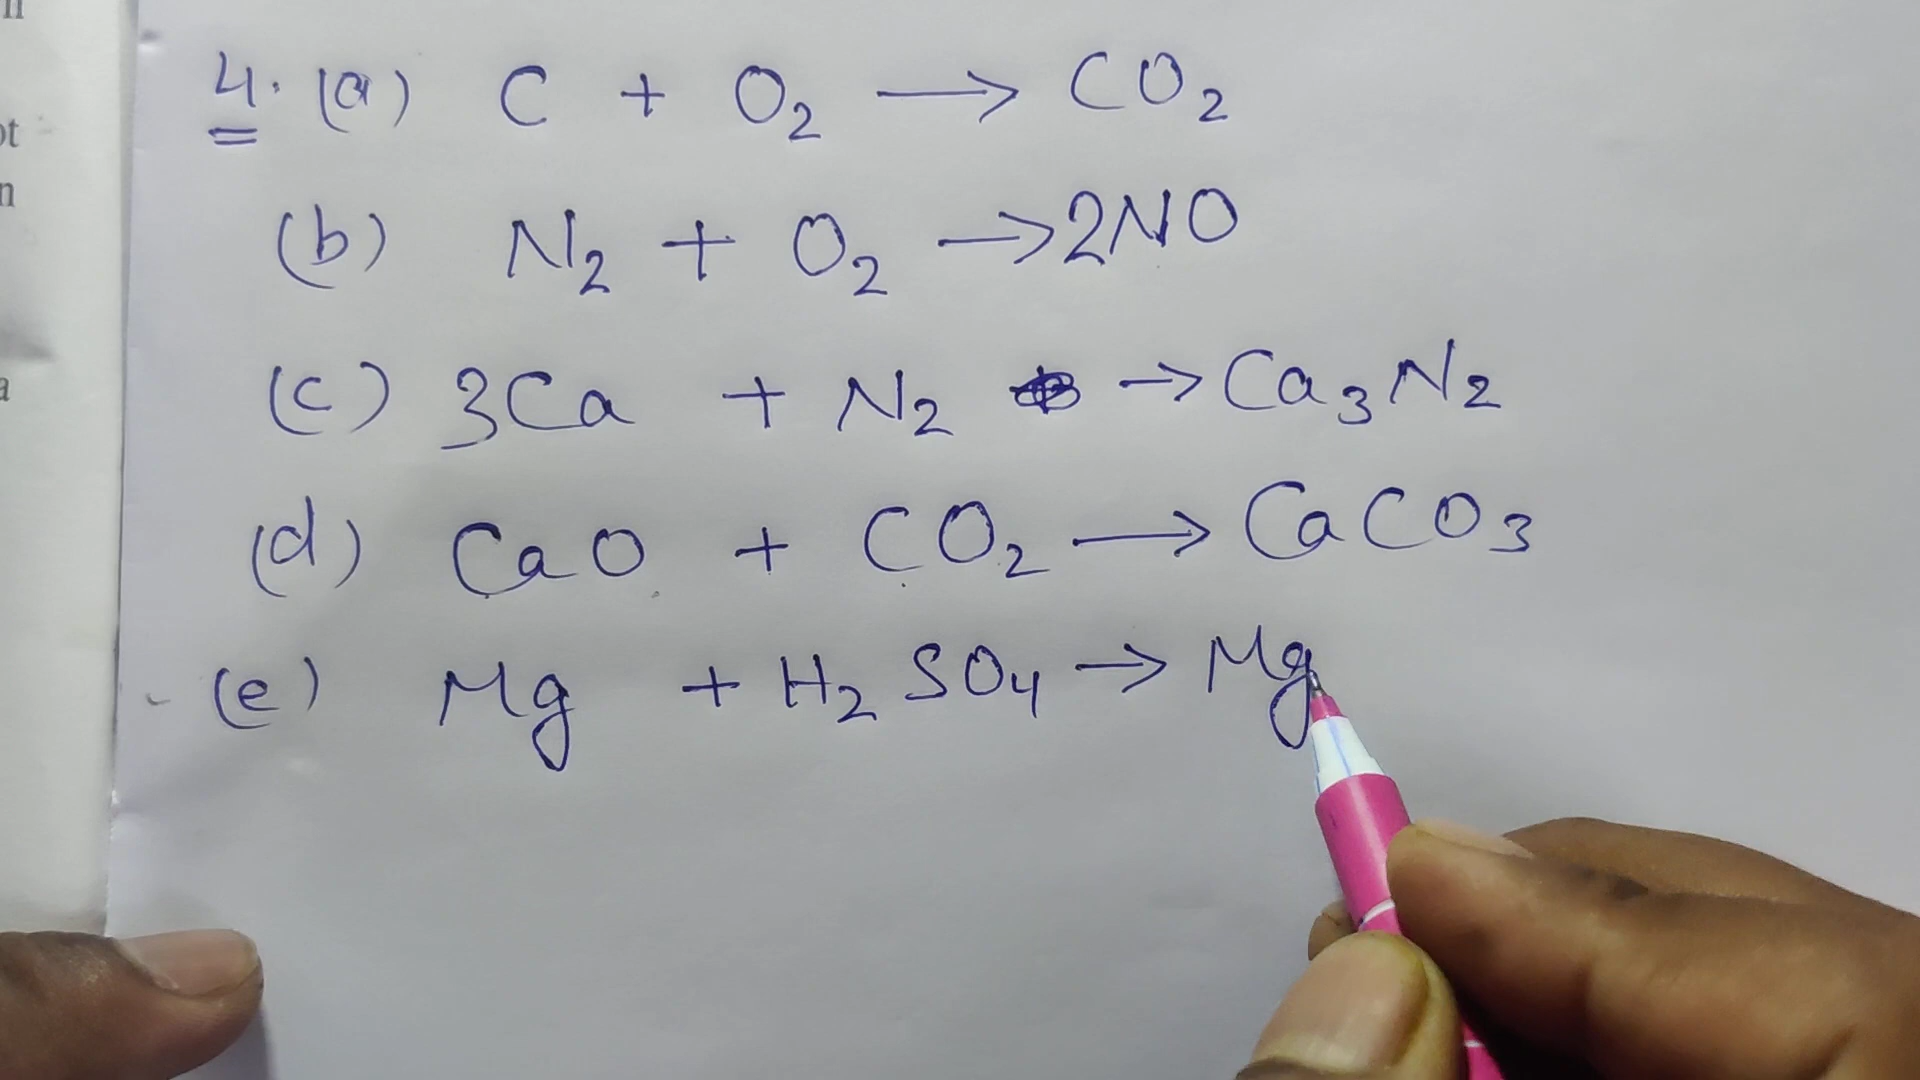 4. (a) C + O₂ → CO₂
(b) N₂ + O₂ → 2NO
(c) 3Ca + N₂ → Ca₃N₂
(d) CaO + CO₂ → CaCO₃
(e) Mg + H₂SO₄ → Mg